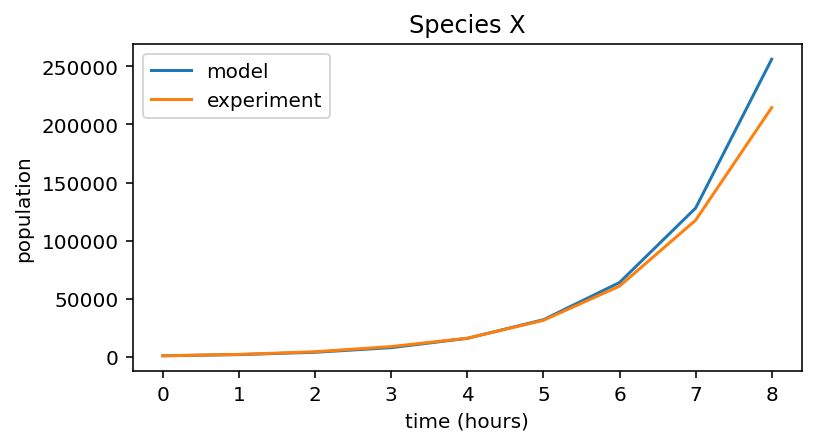 Species X
model
experiment
population
250000
200000
150000
100000
50000
0
0 1 2 3 4 5 6 7 8
time (hours)